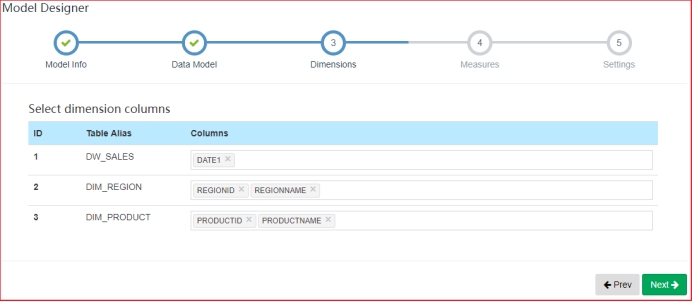 Model Designer
3 4 5
Model Info Data Model Dimensions Measures Settings
Select dimension columns
ID Table Alias Columns
1 DW_SALES DATE1 ×
2 DIM_REGION REGIONID × REGIONNAME ×
3 DIM_PRODUCT PRODUCTID × PRODUCTNAME ×
← Prev Next →